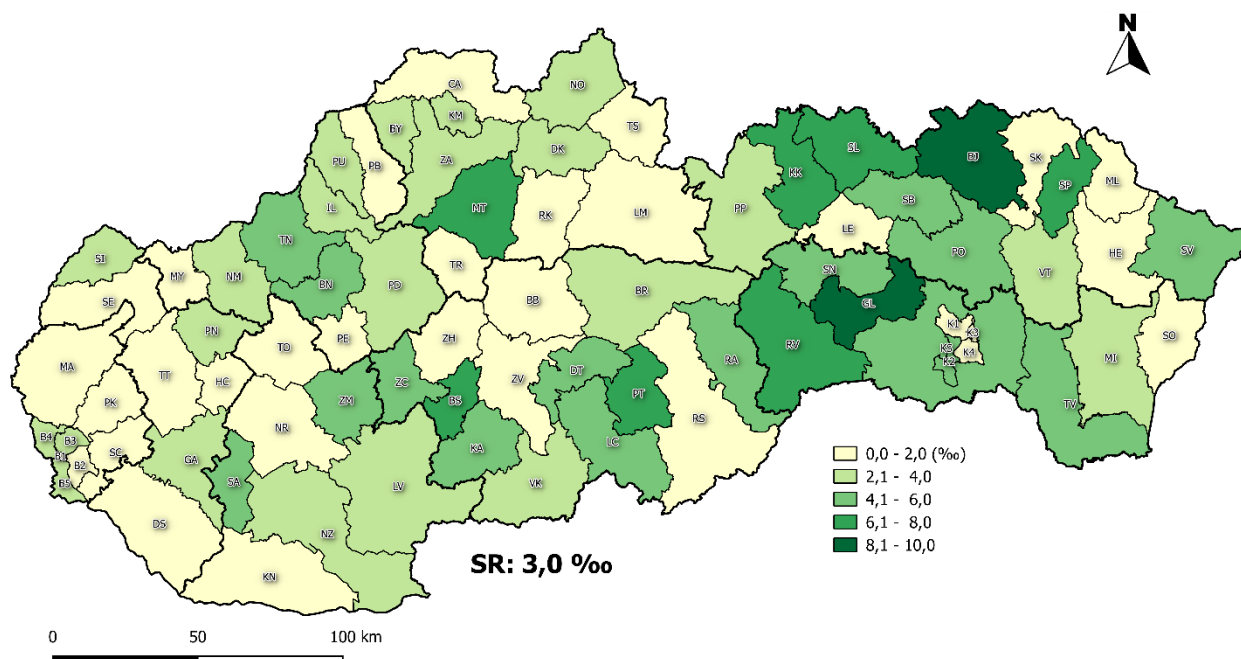 N
CA
NO
KM
TS
BY
PU
PB
ZA
DK
SL
BJ
SK
KK
SP
ML
IL
MT
RK
LM
PP
SB
LE
TN
PO
HE
SV
SI
MY
NM
TR
SN
VT
BN
PD
BR
SE
BB
GL
PN
TO
PE
ZH
K1
K3
RV
K5
K4
K2
SO
MA
TT
HC
ZC
ZV
DT
RA
MI
PK
ZM
BS
PT
RS
TV
NR
B4
B3
SC
B1
B2
GA
KA
LC
B5
SA
LV
VK
DS
NZ
KN
0,0 - 2,0 (‰)
2,1 - 4,0
4,1 - 6,0
6,1 - 8,0
8,1 - 10,0
SR: 3,0 ‰
0 50 100 km